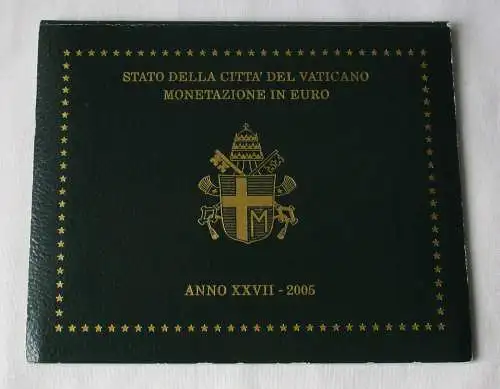 STATO DELLA CITTA' DEL VATICANO
MONETAZIONE IN EURO
M
ANNO XXVII - 2005